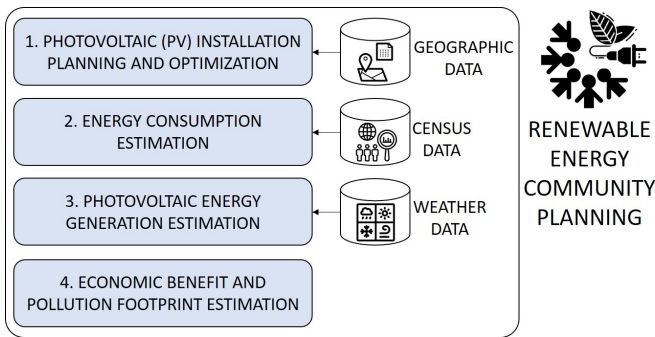 1. PHOTOVOLTAIC (PV) INSTALLATION
PLANNING AND OPTIMIZATION
GEOGRAPHIC
DATA
2. ENERGY CONSUMPTION
ESTIMATION
CENSUS
DATA
3. PHOTOVOLTAIC ENERGY
GENERATION ESTIMATION
WEATHER
DATA
4. ECONOMIC BENEFIT AND
POLLUTION FOOTPRINT ESTIMATION
RENEWABLE
ENERGY
COMMUNITY
PLANNING